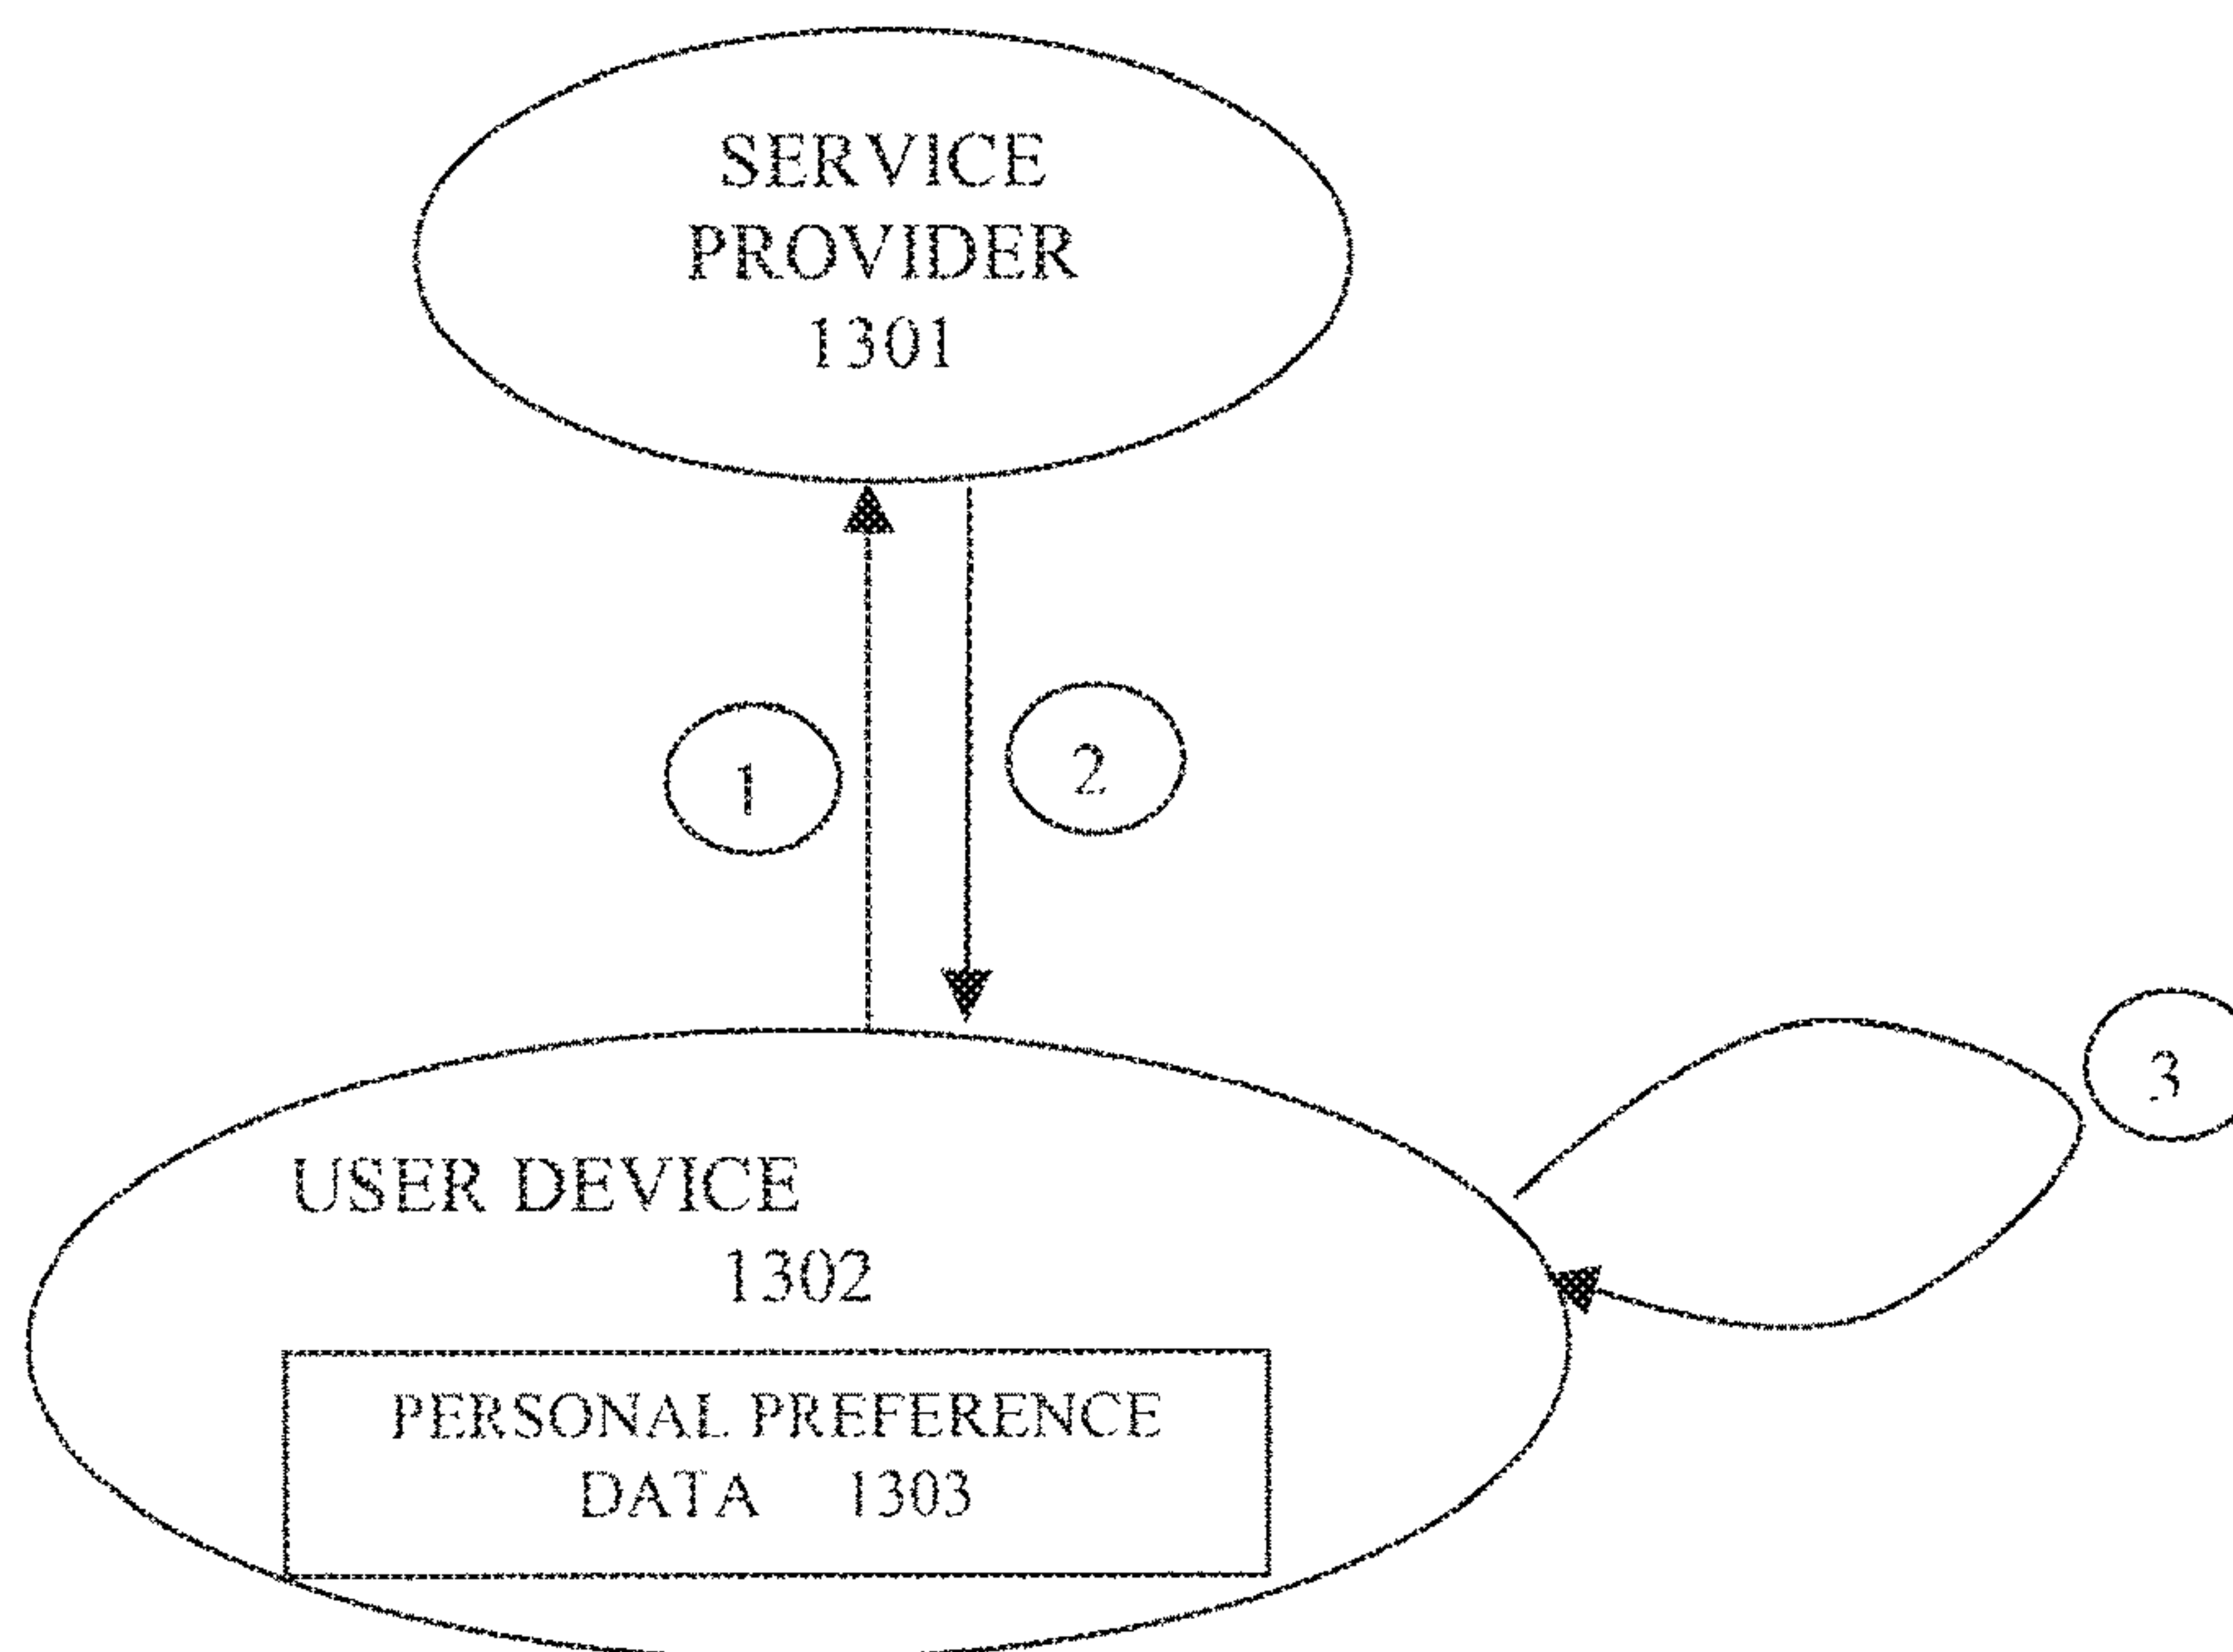 SERVICE
PROVIDER
1301
1
2
3
USER DEVICE
1302
PERSONAL PREFERENCE
DATA 1303